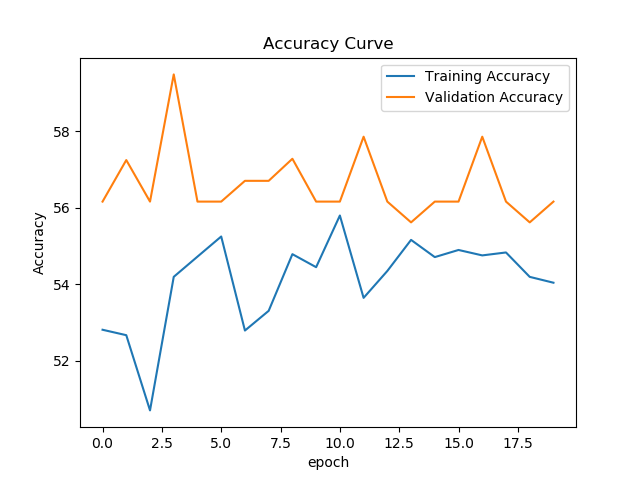 Accuracy Curve
Training Accuracy
Validation Accuracy
Accuracy
58
56
54
52
0.0 2.5 5.0 7.5 10.0 12.5 15.0 17.5
epoch